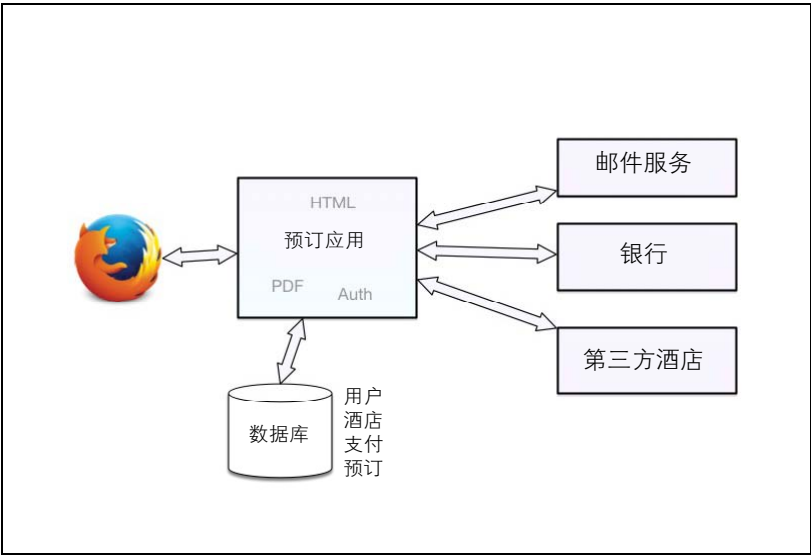 邮件服务
HTML
预订应用
银行
PDF
Auth
第三方酒店
数据库
用户
酒店
支付
预订